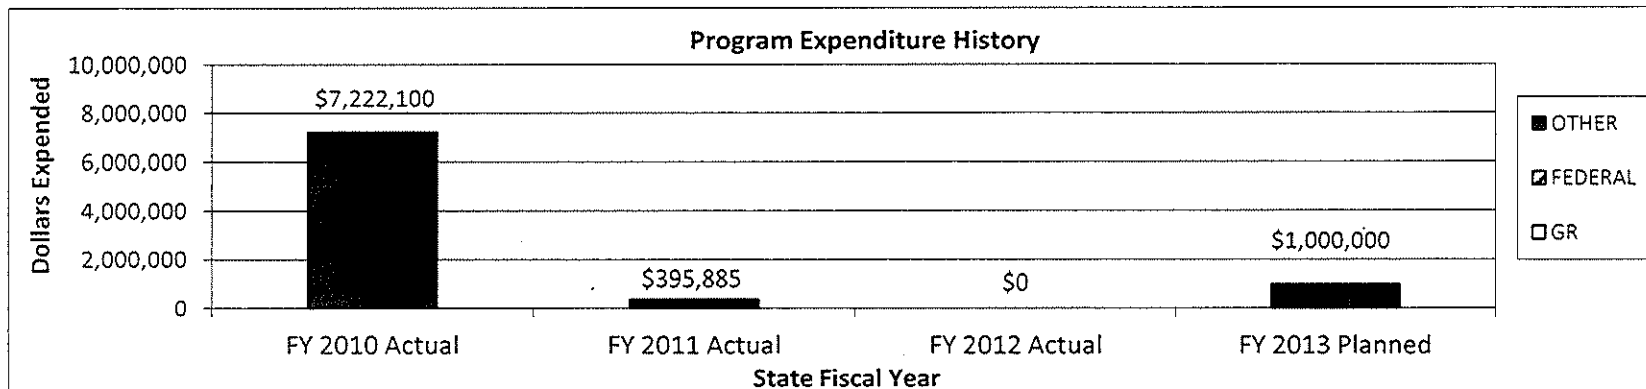 Program Expenditure History
Dollars Expended
10,000,000
8,000,000
6,000,000
4,000,000
2,000,000
0
$7,222,100
$395,885
$0
$1,000,000
FY 2010 Actual
FY 2011 Actual
FY 2012 Actual
FY 2013 Planned
State Fiscal Year
OTHER
FEDERAL
GR